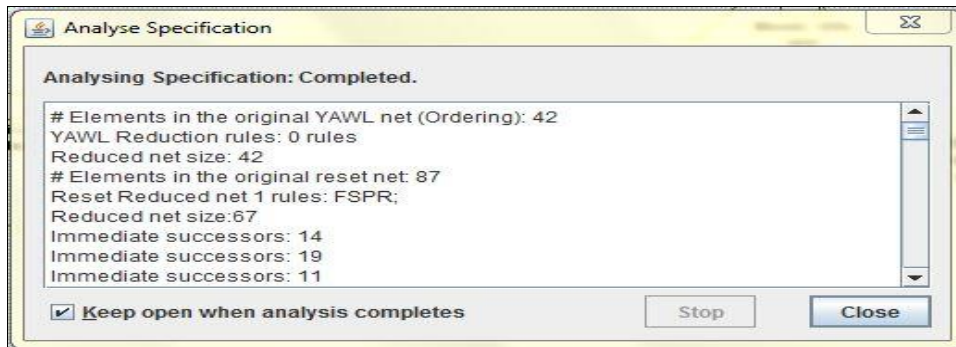 Analyse Specification
Analysing Specification: Completed.
# Elements in the original YAWL net (Ordering): 42
YAWL Reduction rules: 0 rules
Reduced net size: 42
# Elements in the original reset net: 87
Reset Reduced net 1 rules: FSPR;
Reduced net size:67
Immediate successors: 14
Immediate successors: 19
Immediate successors: 11
Keep open when analysis completes
Stop
Close